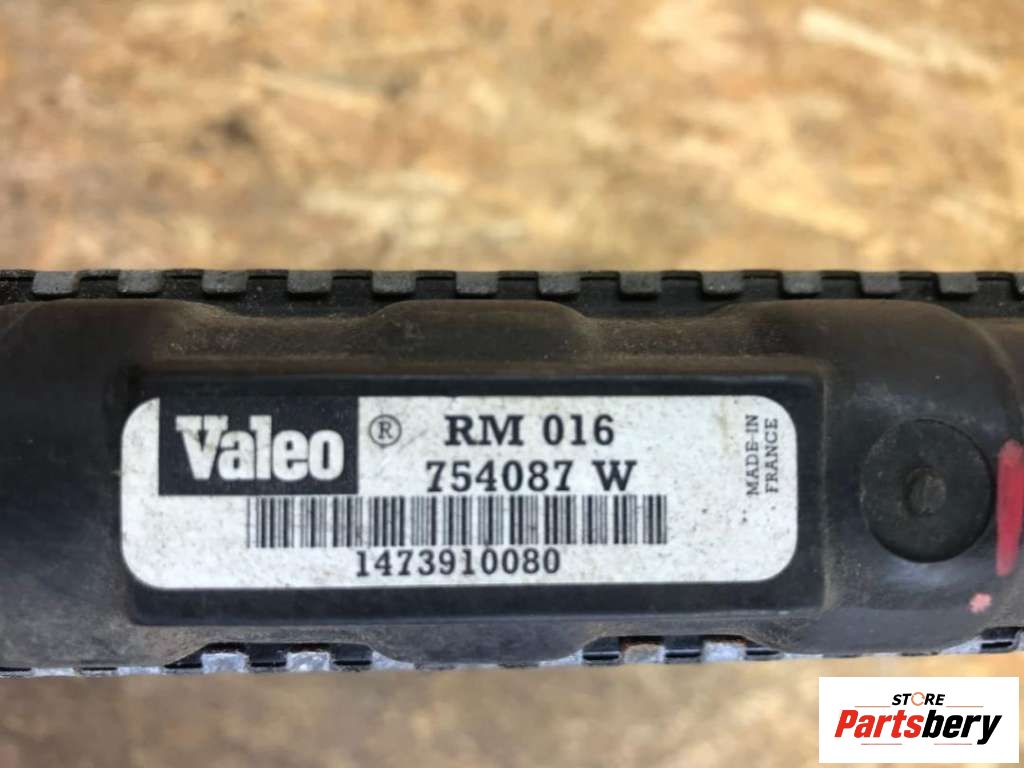 Valeo ® RM 016
754087 W
1473910080
MADE IN
FRANCE
STORE
Partsbery